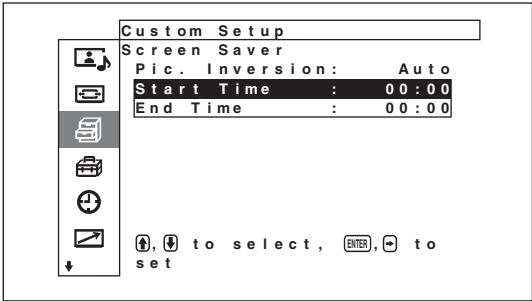 Custom Setup
Screen Saver
Pic. Inversion: Auto
Start Time : 00:00
End Time : 00:00
↑, ↓ to select, ENTER, → to
set